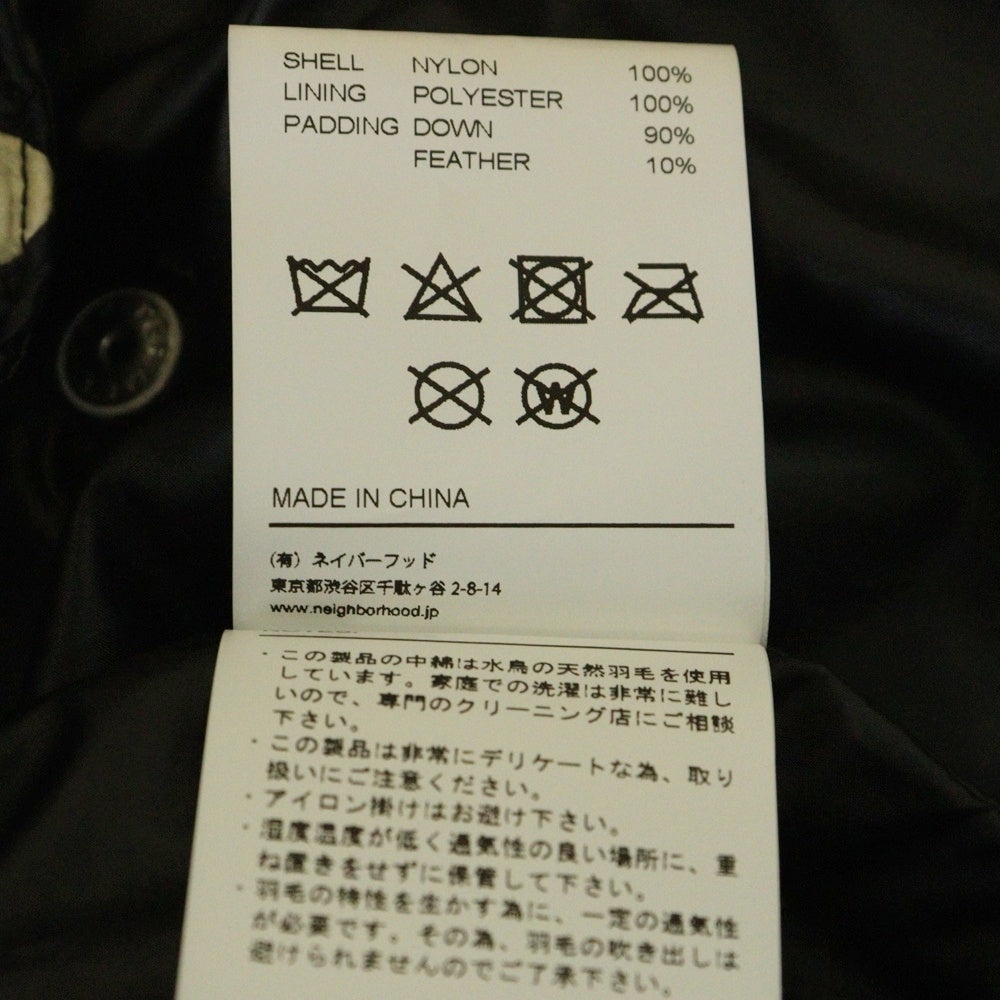 SHELL NYLON 100%
LINING POLYESTER 100%
PADDING DOWN 90%
FEATHER 10%
W
MADE IN CHINA
(有) ネイバーフッド
東京都渋谷区千駄ヶ谷 2-8-14
www.neighborhood.jp
・この製品の中綿は水鳥の天然羽毛を使用
しています。家庭での洗濯は非常に難し
いので、専門のクリーニング店にご相談
下さい。
・この製品は非常にデリケートな為、取り
扱いにご注意ください。
・アイロン掛けはお避け下さい。
・湿度温度が低く通気性の良い場所に、重
ね置きをせずに保管して下さい。
・羽毛の特性を生かす為に、一定の通気性
が必要です。その為、羽毛の吹き出しは
避けられませんのでご了承下さい。